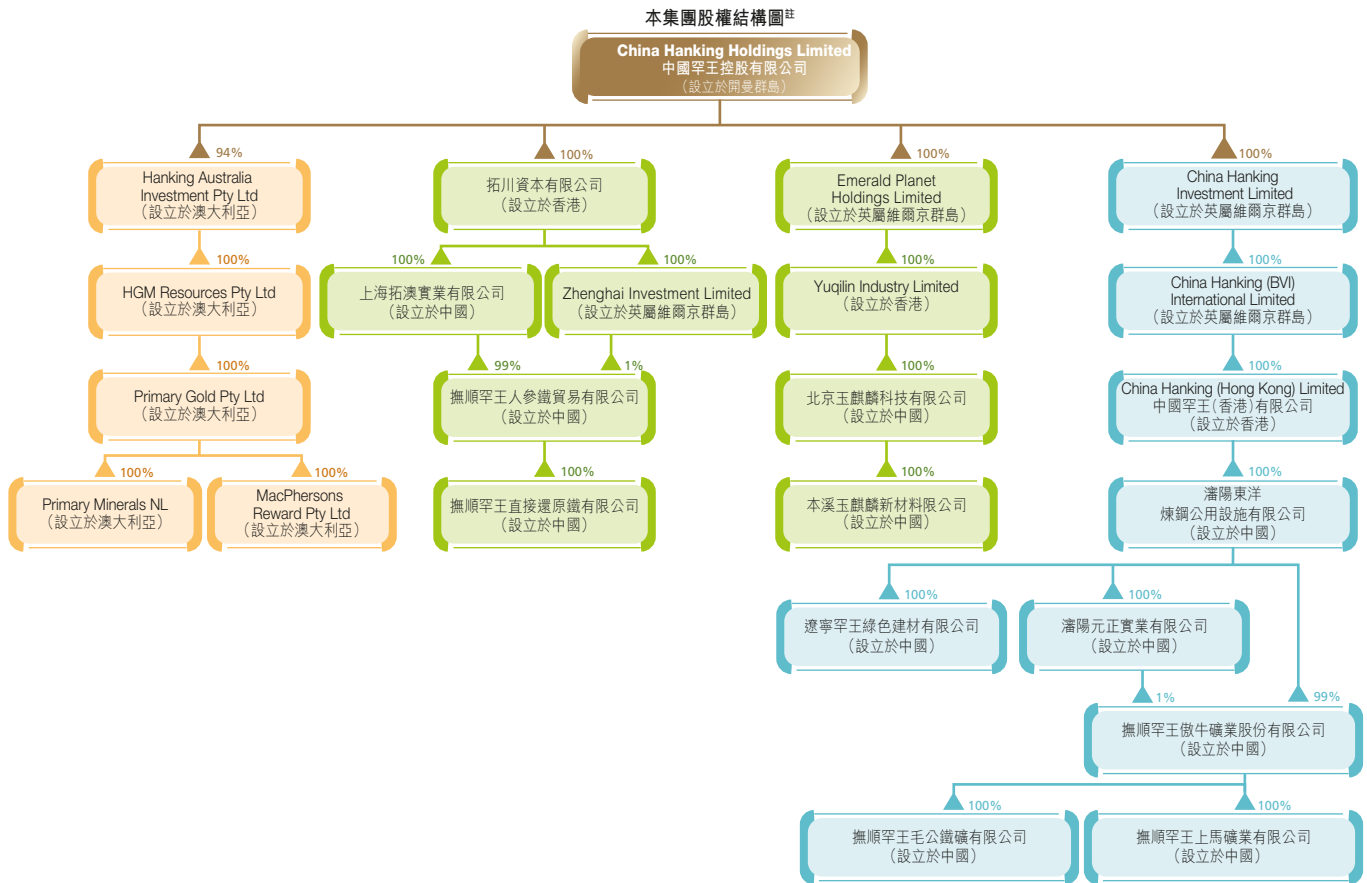 本集團股權結構圖註
China Hanking Holdings Limited
中國罕王控股有限公司
（設立於開曼群島）
94%
100%
100%
100%
Hanking Australia
Investment Pty Ltd
（設立於澳大利亞）
拓川資本有限公司
（設立於香港）
Emerald Planet
Holdings Limited
（設立於英屬維爾京群島）
China Hanking
Investment Limited
（設立於英屬維爾京群島）
100%
100%
100%
100%
100%
HGM Resources Pty Ltd
（設立於澳大利亞）
上海拓澳實業有限公司
（設立於中國）
Zhenghai Investment Limited
（設立於英屬維爾京群島）
Yuqilin Industry Limited
（設立於香港）
China Hanking (BVI)
International Limited
（設立於英屬維爾京群島）
100%
99%
1%
100%
100%
Primary Gold Pty Ltd
（設立於澳大利亞）
撫順罕王人參鐵貿易有限公司
（設立於中國）
北京玉麒麟科技有限公司
（設立於中國）
China Hanking (Hong Kong) Limited
中國罕王（香港）有限公司
（設立於香港）
100%
100%
100%
100%
100%
Primary Minerals NL
（設立於澳大利亞）
MacPhersons
Reward Pty Ltd
（設立於澳大利亞）
撫順罕王直接還原鐵有限公司
（設立於中國）
本溪玉麒麟新材料限公司
（設立於中國）
瀋陽東洋
煉鋼公用設施有限公司
（設立於中國）
100%
100%
遼寧罕王綠色建材有限公司
（設立於中國）
瀋陽元正實業有限公司
（設立於中國）
1%
99%
撫順罕王傲牛礦業股份有限公司
（設立於中國）
100%
100%
撫順罕王毛公鐵礦有限公司
（設立於中國）
撫順罕王上馬礦業有限公司
（設立於中國）